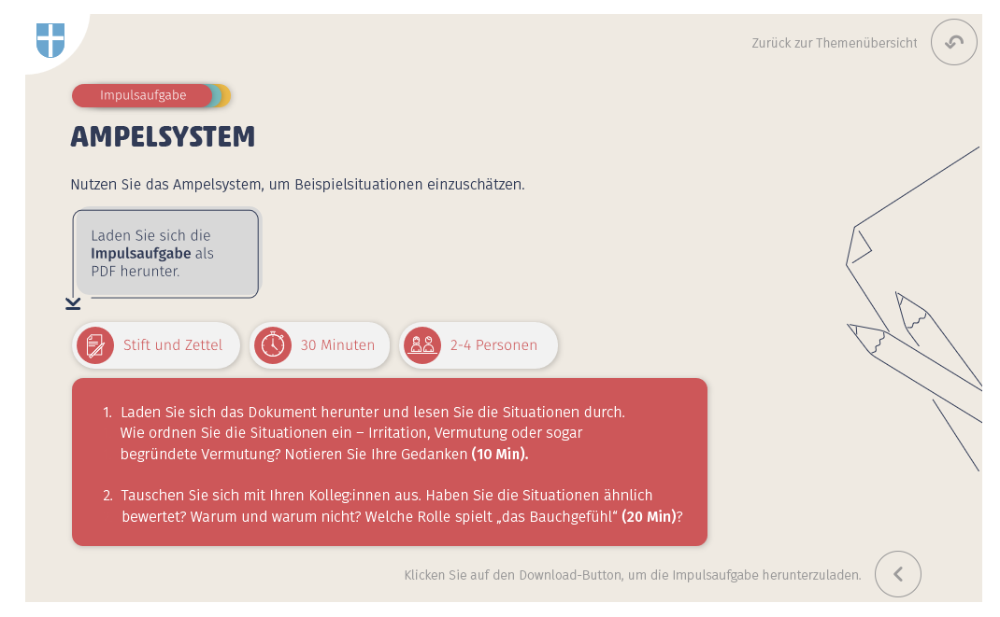 Zurück zur Themenübersicht
Impulsaufgabe
AMPELSYSTEM
Nutzen Sie das Ampelsystem, um Beispielsituationen einzuschätzen.
Laden Sie sich die
Impulsaufgabe als
PDF herunter.
Stift und Zettel
30 Minuten
2-4 Personen
1. Laden Sie sich das Dokument herunter und lesen Sie die Situationen durch.
Wie ordnen Sie die Situationen ein – Irritation, Vermutung oder sogar
begründete Vermutung? Notieren Sie Ihre Gedanken (10 Min).
2. Tauschen Sie sich mit Ihren Kolleg:innen aus. Haben Sie die Situationen ähnlich
bewertet? Warum und warum nicht? Welche Rolle spielt „das Bauchgefühl“ (20 Min)?
Klicken Sie auf den Download-Button, um die Impulsaufgabe herunterzuladen.